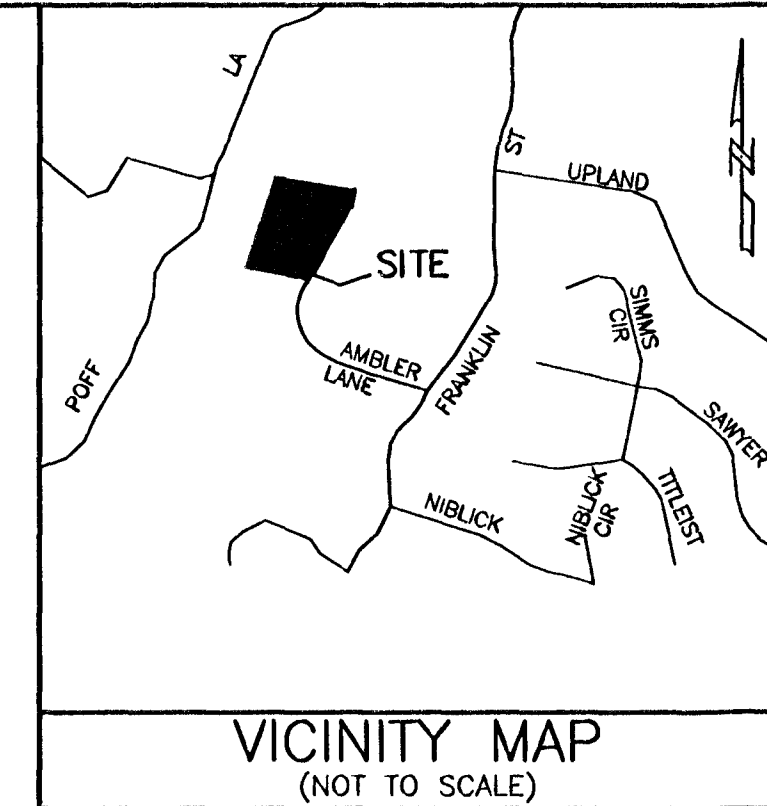 LA
ST
UPLAND
SITE
SIMMS
CIR
AMBLER
LANE
FRANKLIN
POFF
SAWYER
NIBLICK
NIBLICK
CIR
TITLEIST
N
VICINITY MAP
(NOT TO SCALE)